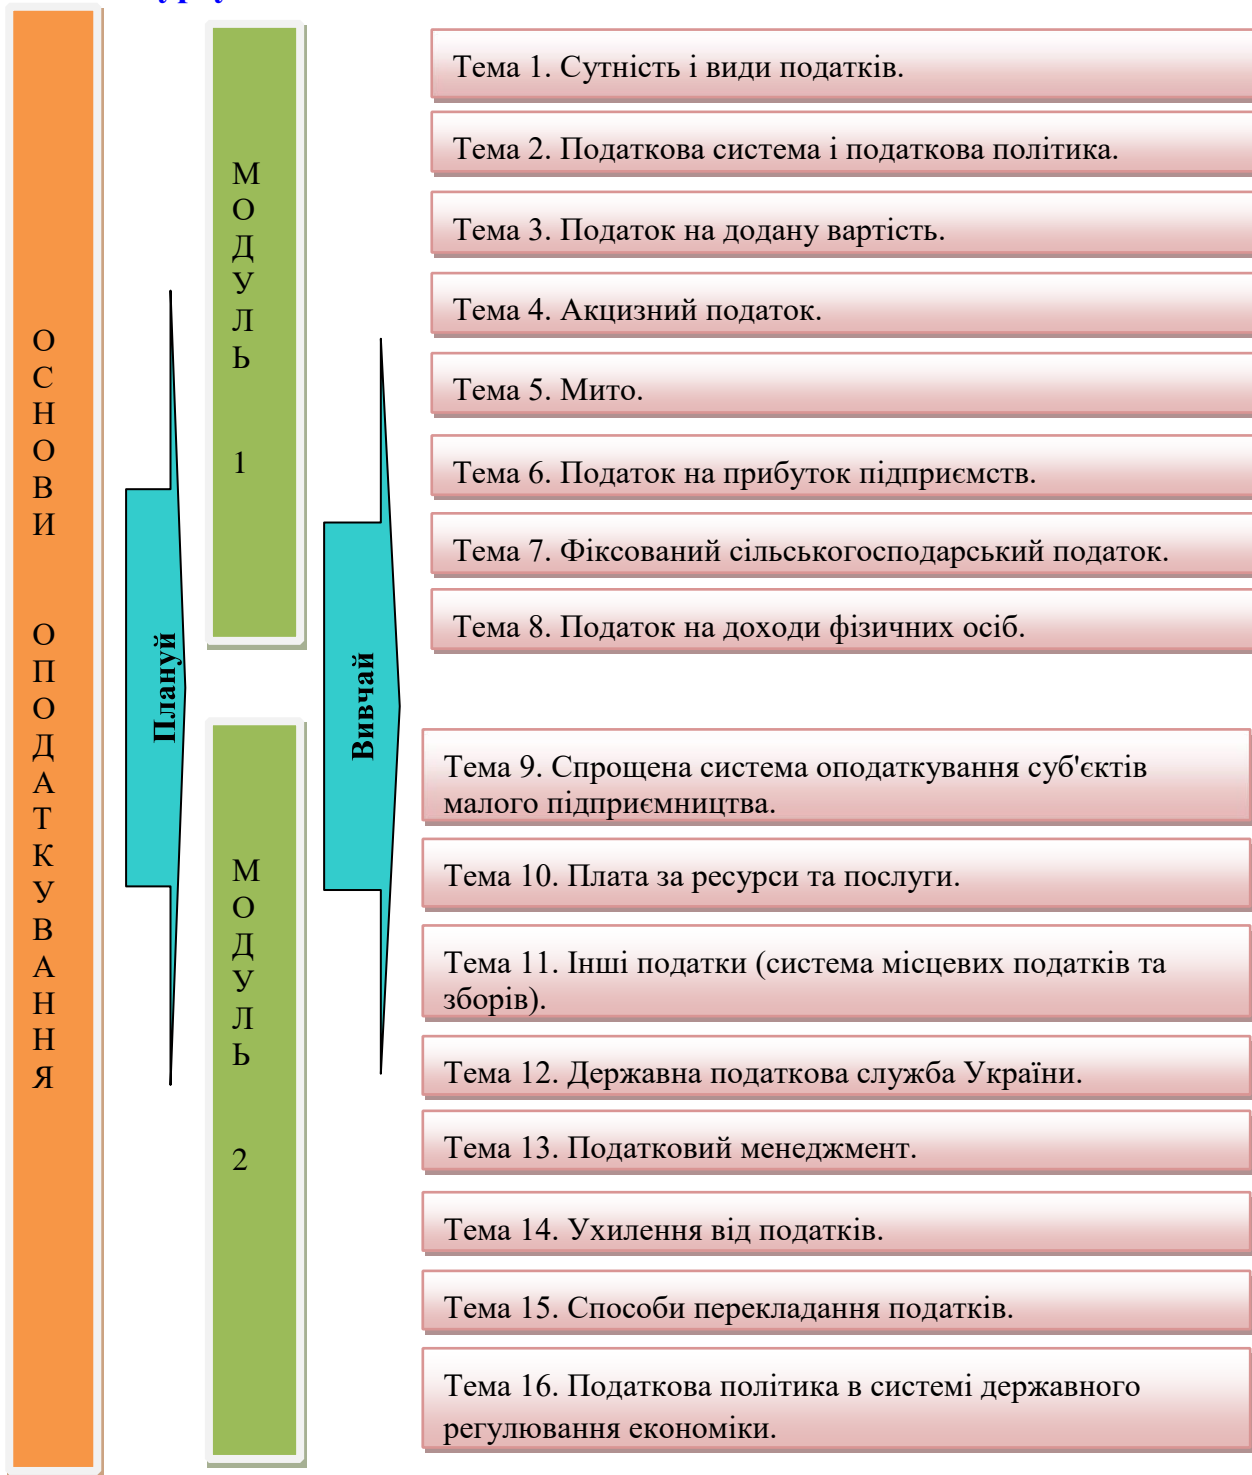 ОСНОВИ ОПОДАТКУВАННЯ
Плануй
МОДУЛЬ 1
Вивчай
Тема 1. Сутність і види податків.
Тема 2. Податкова система і податкова політика.
Тема 3. Податок на додану вартість.
Тема 4. Акцизний податок.
Тема 5. Мито.
Тема 6. Податок на прибуток підприємств.
Тема 7. Фіксований сільськогосподарський податок.
Тема 8. Податок на доходи фізичних осіб.
МОДУЛЬ 2
Тема 9. Спрощена система оподаткування суб'єктів
малого підприємництва.
Тема 10. Плата за ресурси та послуги.
Тема 11. Інші податки (система місцевих податків та
зборів).
Тема 12. Державна податкова служба України.
Тема 13. Податковий менеджмент.
Тема 14. Ухилення від податків.
Тема 15. Способи перекладання податків.
Тема 16. Податкова політика в системі державного
регулювання економіки.